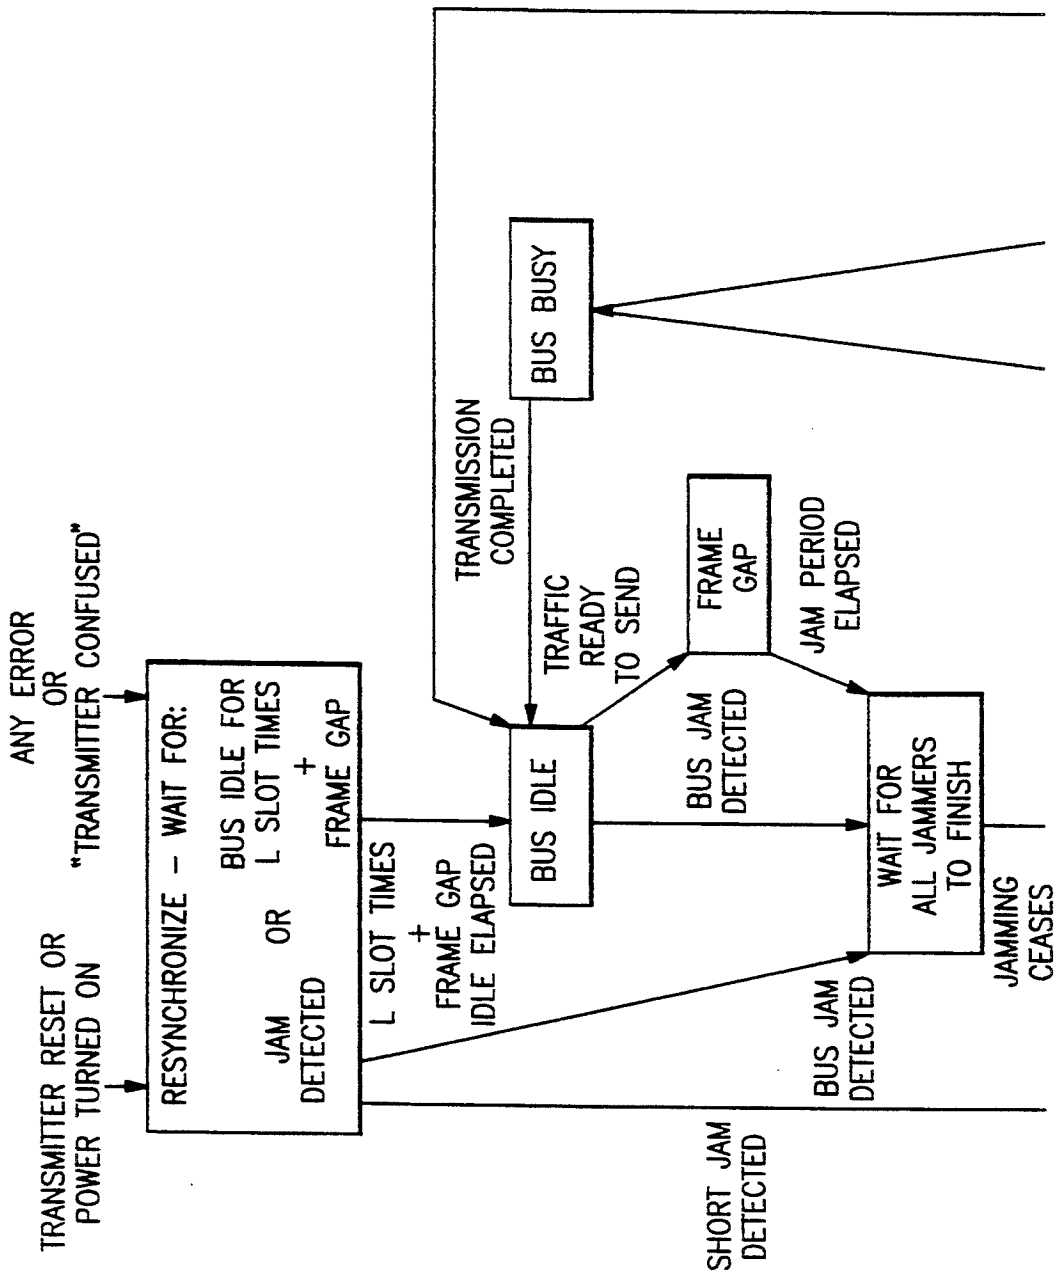 TRANSMITTER RESET OR
POWER TURNED ON
ANY ERROR
OR
"TRANSMITTER CONFUSED"
RESYNCHRONIZE – WAIT FOR:
JAM
DETECTED
OR
BUS IDLE FOR
L SLOT TIMES
+
FRAME GAP
L SLOT TIMES
+
FRAME GAP
IDLE ELAPSED
TRANSMISSION
COMPLETED
BUS IDLE
BUS BUSY
TRAFFIC
READY
TO SEND
SHORT JAM
DETECTED
BUS JAM
DETECTED
BUS JAM
DETECTED
FRAME
GAP
JAM PERIOD
ELAPSED
WAIT FOR
ALL JAMMERS
TO FINISH
JAMMING
CEASES